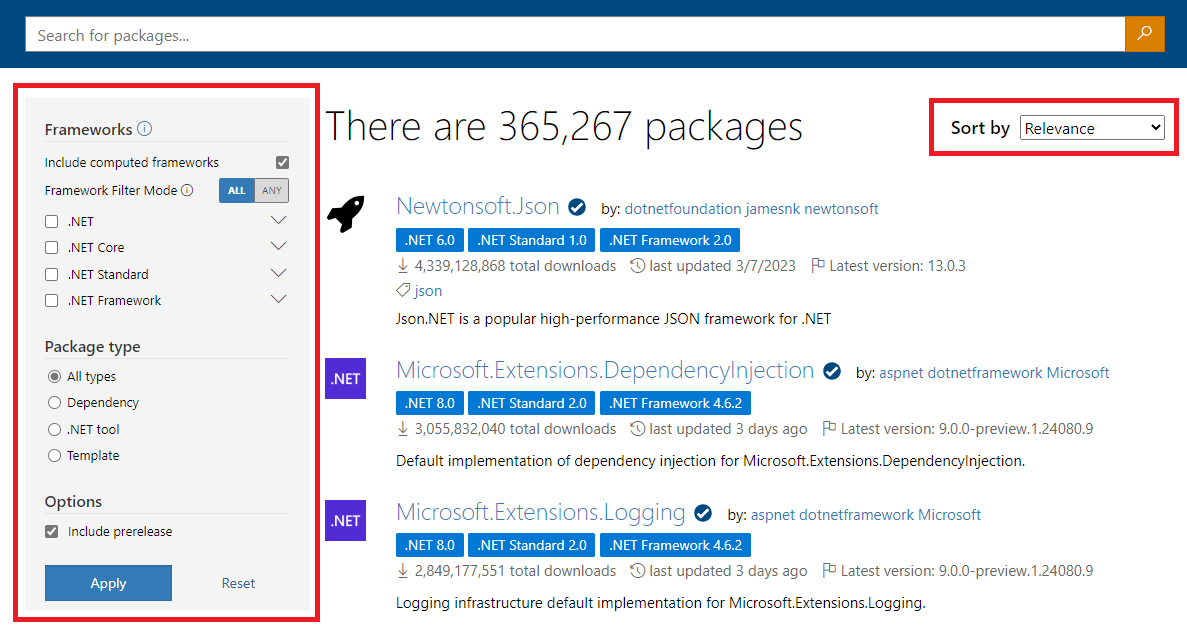 Search for packages...
Frameworks
Include computed frameworks
Framework Filter Mode ALL ANY
.NET
.NET Core
.NET Standard
.NET Framework
Package type
All types
Dependency
.NET tool
Template
Options
Include prerelease
Apply Reset
There are 365,267 packages
Sort by Relevance
Newtonsoft.Json by: dotnetfoundation jamesnk newtonsoft
.NET 6.0 .NET Standard 1.0 .NET Framework 2.0
4,339,128,868 total downloads last updated 3/7/2023 Latest version: 13.0.3
json
Json.NET is a popular high-performance JSON framework for .NET
.NET
Microsoft.Extensions.DependencyInjection by: aspnet dotnetframework Microsoft
.NET 8.0 .NET Standard 2.0 .NET Framework 4.6.2
3,055,832,040 total downloads last updated 3 days ago Latest version: 9.0.0-preview.1.24080.9
Default implementation of dependency injection for Microsoft.Extensions.DependencyInjection.
.NET
Microsoft.Extensions.Logging by: aspnet dotnetframework Microsoft
.NET 8.0 .NET Standard 2.0 .NET Framework 4.6.2
2,849,177,551 total downloads last updated 3 days ago Latest version: 9.0.0-preview.1.24080.9
Logging infrastructure default implementation for Microsoft.Extensions.Logging.